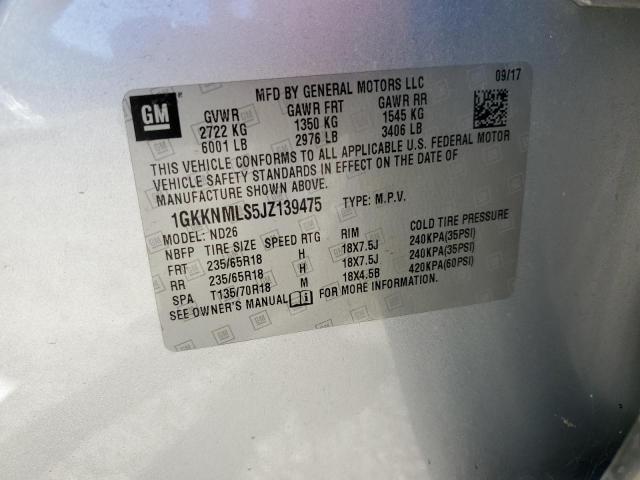 MFD BY GENERAL MOTORS LLC 09/17
GM
GVWR GAWR FRT GAWR RR
2722 KG 1350 KG 1545 KG
6001 LB 2976 LB 3406 LB
THIS VEHICLE CONFORMS TO ALL APPLICABLE U.S. FEDERAL MOTOR
VEHICLE SAFETY STANDARDS IN EFFECT ON THE DATE OF
MANUFACTURE SHOWN ABOVE.
1GKKNMLS5JZ139475 TYPE: M.P.V.
MODEL: ND26
NBFP TIRE SIZE SPEED RTG RIM COLD TIRE PRESSURE
FRT 235/65R18 H 18X7.5J 240KPA(35PSI)
RR 235/65R18 H 18X7.5J 240KPA(35PSI)
SPA T135/70R18 M 18X4.5B 420KPA(60PSI)
SEE OWNER'S MANUAL FOR MORE INFORMATION.